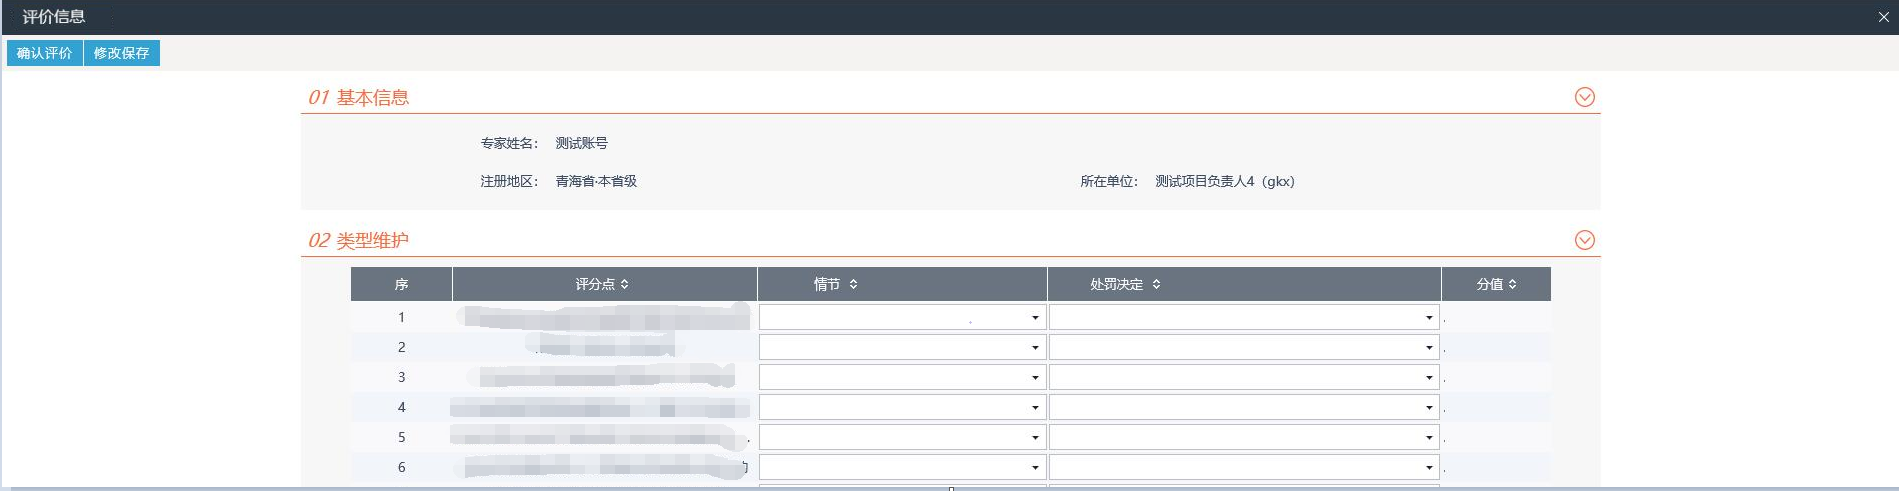 评价信息
确认评价 修改保存
01 基本信息
专家姓名： 测试账号
注册地区： 青海省·本省级 所在单位： 测试项目负责人4（gkx）
02 类型维护
序 评分点 情节 处罚决定 分值
1
2
3
4
5
6